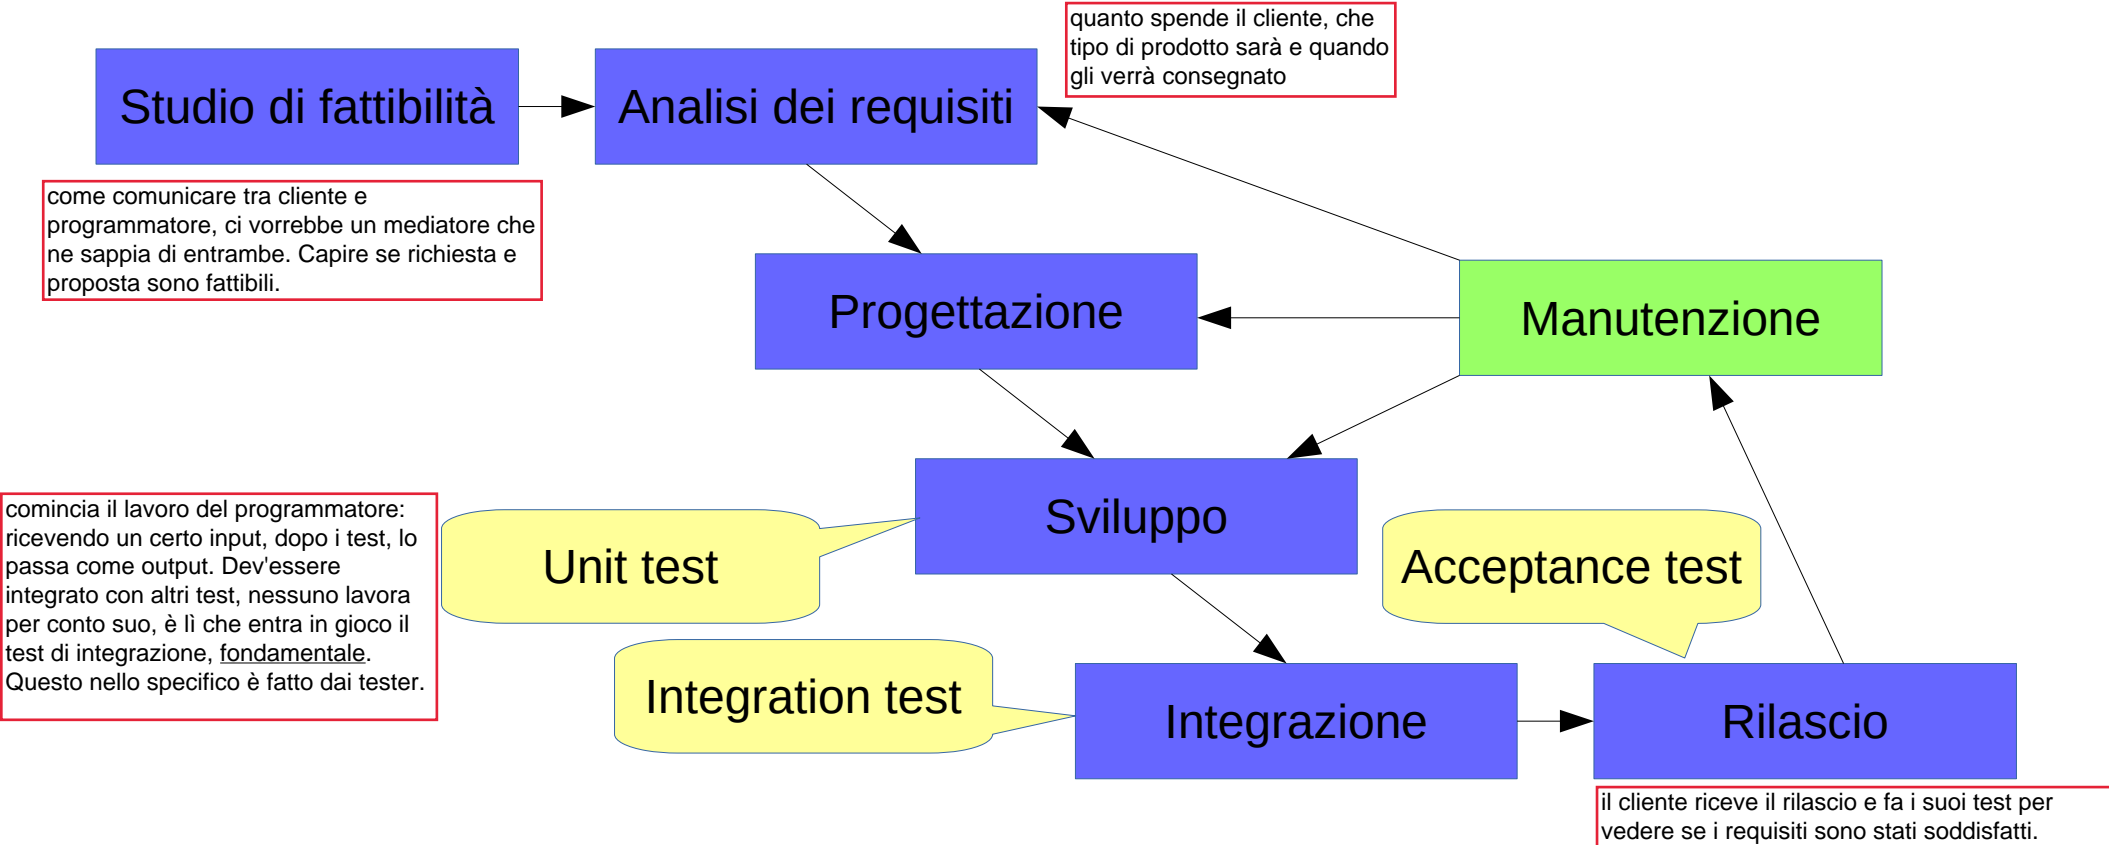 quanto spende il cliente, che
tipo di prodotto sarà e quando
gli verrà consegnato
Studio di fattibilità
Analisi dei requisiti
come comunicare tra cliente e
programmatore, ci vorrebbe un mediatore che
ne sappia di entrambe. Capire se richiesta e
proposta sono fattibili.
Progettazione
Manutenzione
comincia il lavoro del programmatore:
ricevendo un certo input, dopo i test, lo
passa come output. Dev'essere
integrato con altri test, nessuno lavora
per conto suo, è lì che entra in gioco il
test di integrazione, fondamentale.
Questo nello specifico è fatto dai tester.
Unit test
Sviluppo
Acceptance test
Integration test
Integrazione
Rilascio
il cliente riceve il rilascio e fa i suoi test per
vedere se i requisiti sono stati soddisfatti.